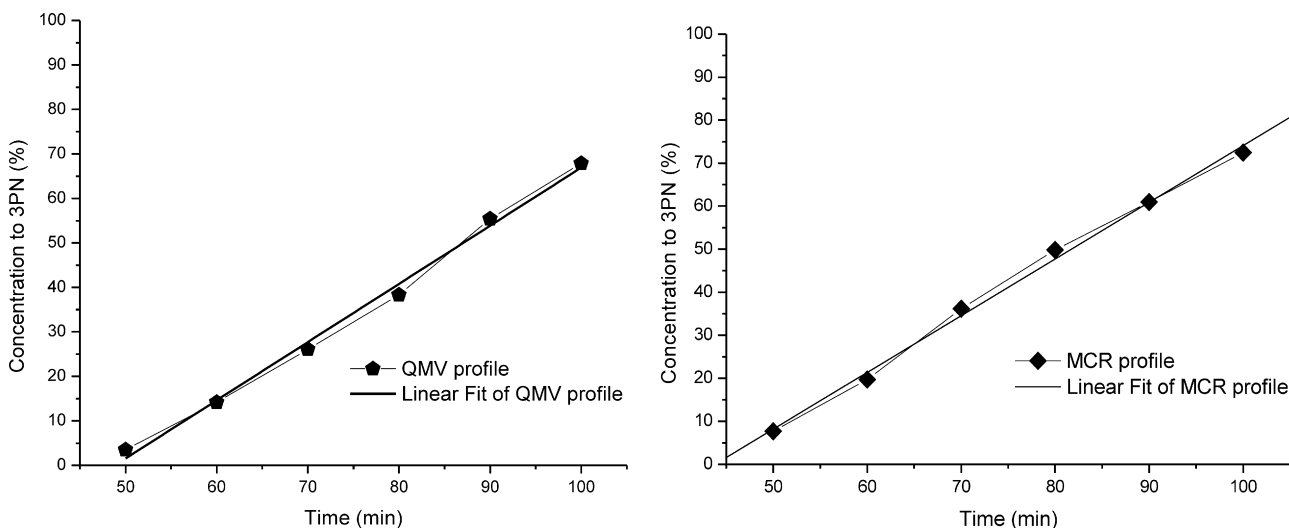 Concentration to 3PN (%)
100
90
80
70
60
50
40
30
20
10
0
50 60 70 80 90 100
Time (min)
QMV profile
Linear Fit of QMV profile
Concentration to 3PN (%)
100
90
80
70
60
50
40
30
20
10
0
50 60 70 80 90 100
Time (min)
MCR profile
Linear Fit of MCR profile